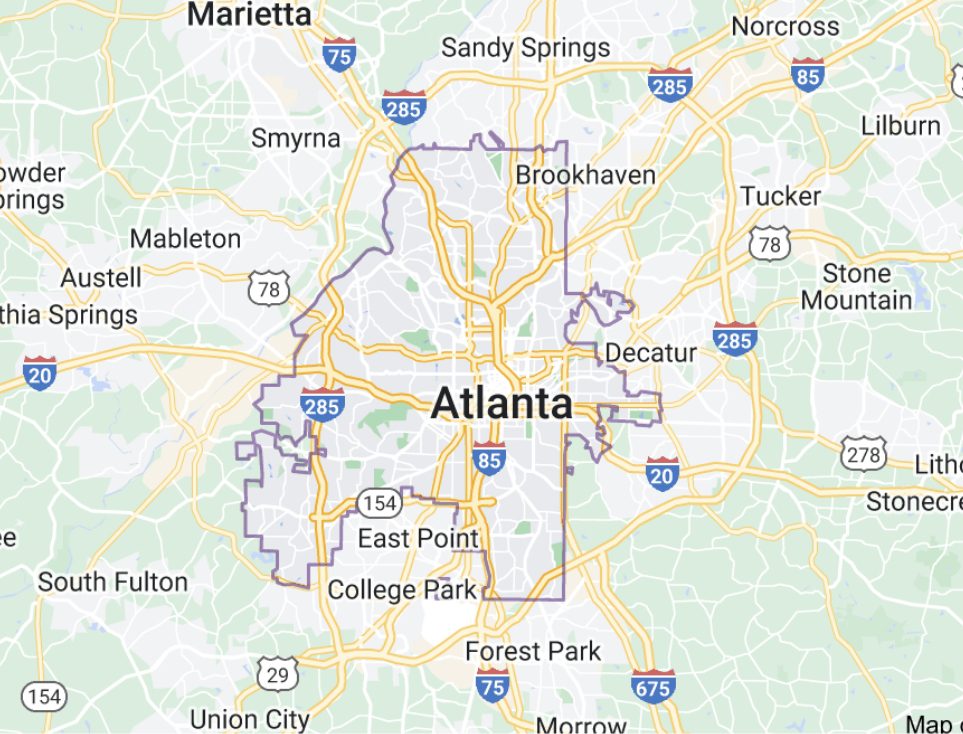 Marietta
Norcross
75
Sandy Springs
85
285
285
Smyrna
Lilburn
owder
prings
Brookhaven
Tucker
Mableton
78
Austell
78
Stone
Mountain
thia Springs
285
Decatur
20
285
Atlanta
85
278
20
Litho
154
Stonecre
East Point
ee
South Fulton
College Park
Forest Park
29
75
675
154
Union City
Morrow
Map